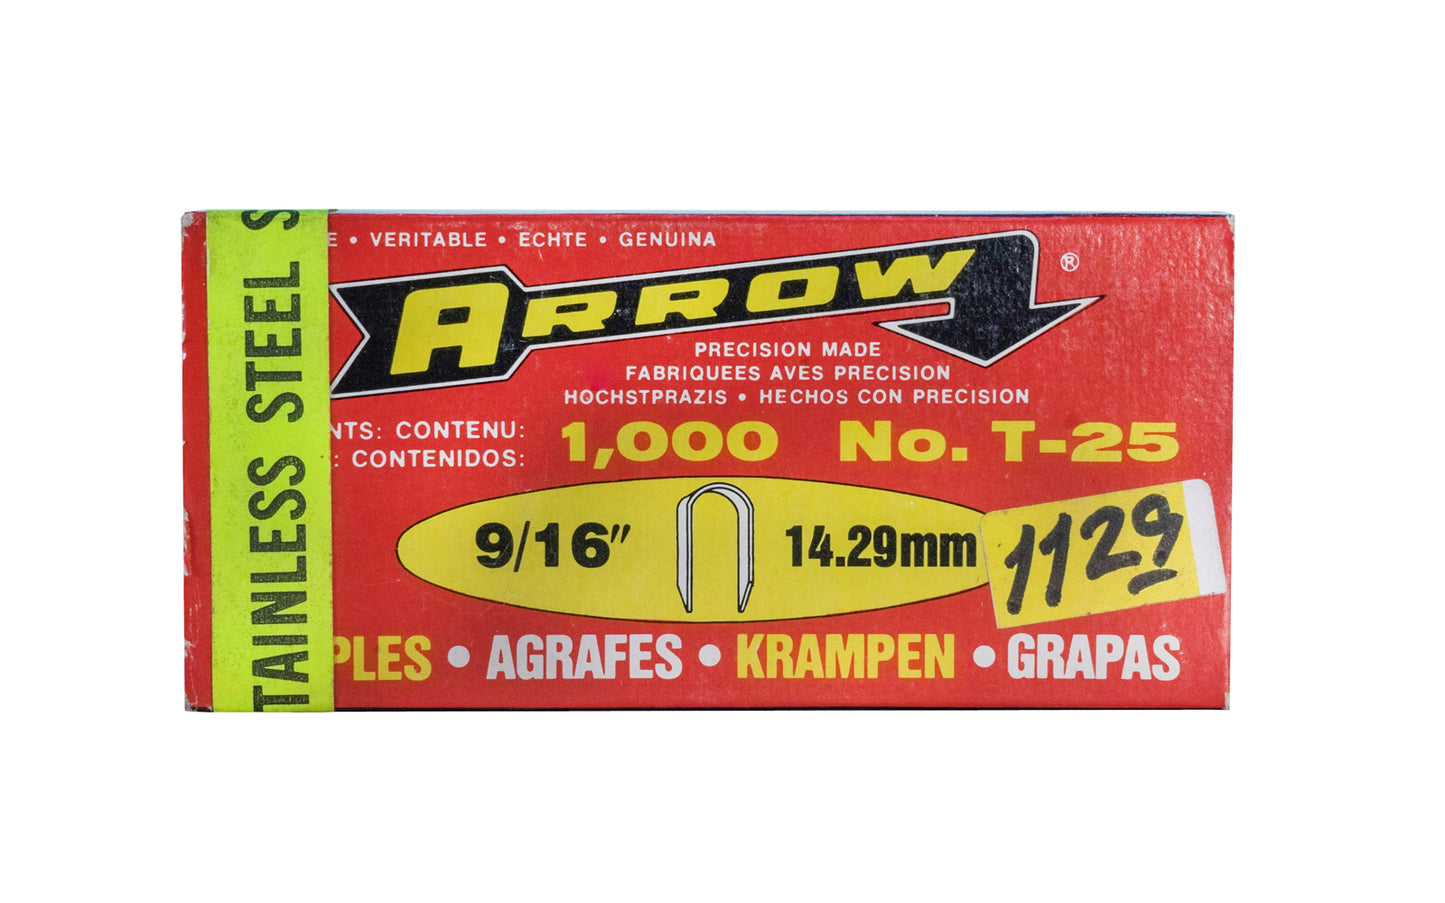 TAINLESS STEEL S
E • VERITABLE • ECHTE • GENUINA
ARROW ®
PRECISION MADE
FABRIQUEES AVES PRECISION
HOCHSTPRAZIS • HECHOS CON PRECISION
NTS: CONTENU:
: CONTENIDOS:
1,000 No. T-25
9/16" 14.29mm
1129
PLES • AGRAFES • KRAMPEN • GRAPAS